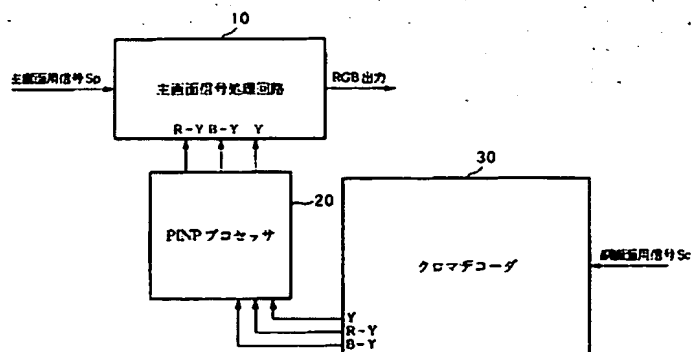 10
主画面用信号Sp
主画面信号処理回路
RGB出力
R-Y B-Y Y
30
20
PINPプロセッサ
クロマデコーダ
副画面用信号Sc
Y
R-Y
B-Y